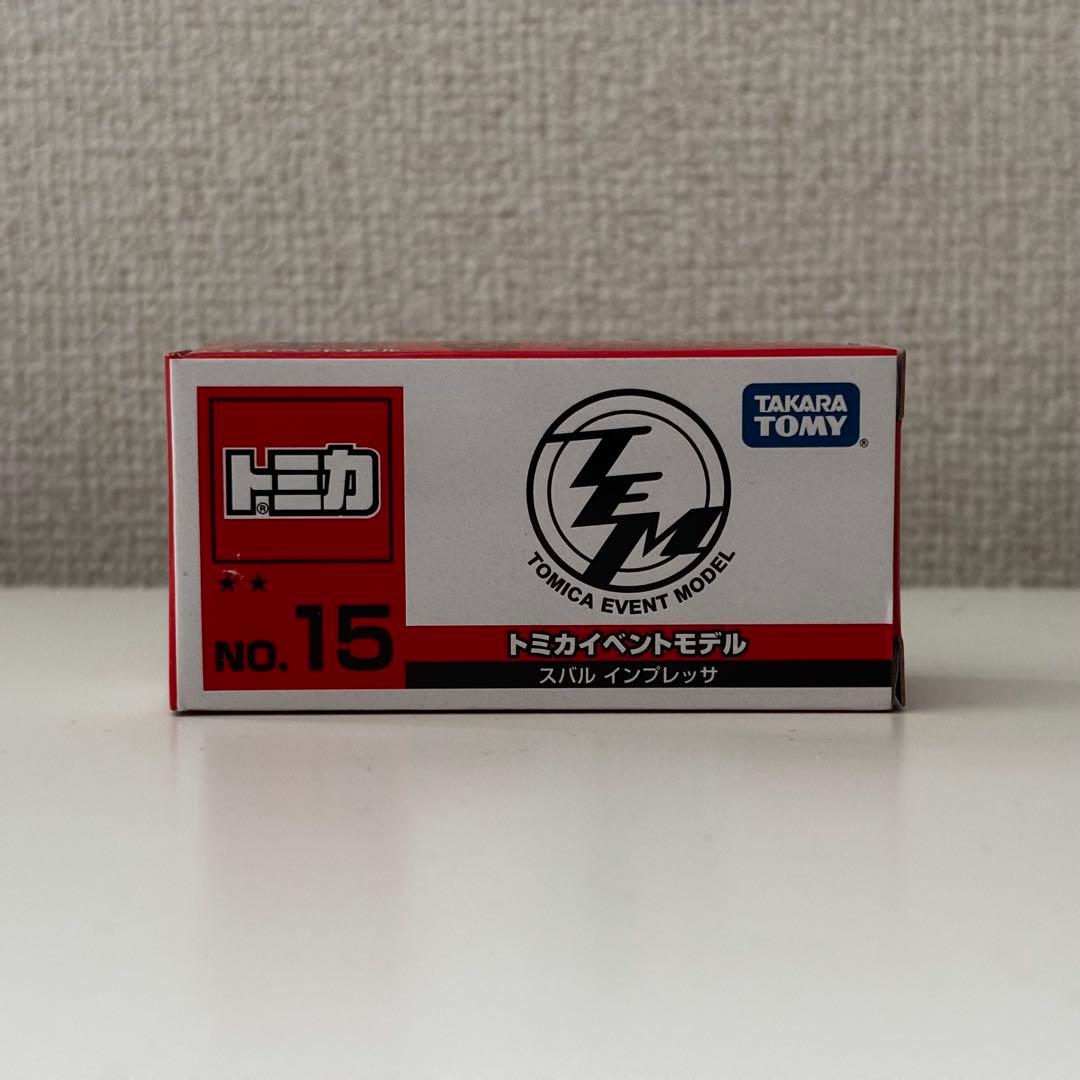 トミカ®
★★
NO.15
TEM
TOMICA EVENT MODEL
TAKARA
TOMY®
トミカイベントモデル
スバル インプレッサ